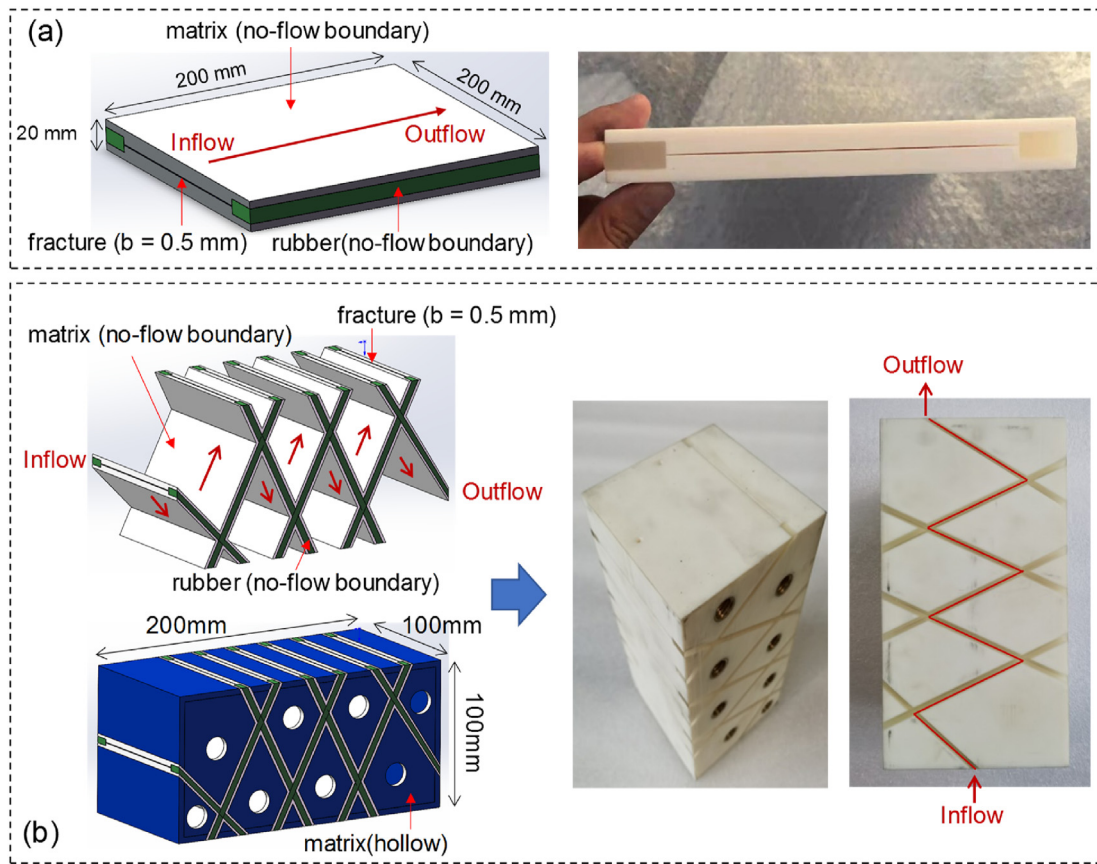 (a)
matrix (no-flow boundary)
200 mm
200 mm
20 mm
Inflow
Outflow
fracture (b = 0.5 mm)
rubber(no-flow boundary)
fracture (b = 0.5 mm)
matrix (no-flow boundary)
Inflow
Outflow
rubber (no-flow boundary)
200mm
100mm
100mm
matrix(hollow)
(b)
Outflow
Inflow